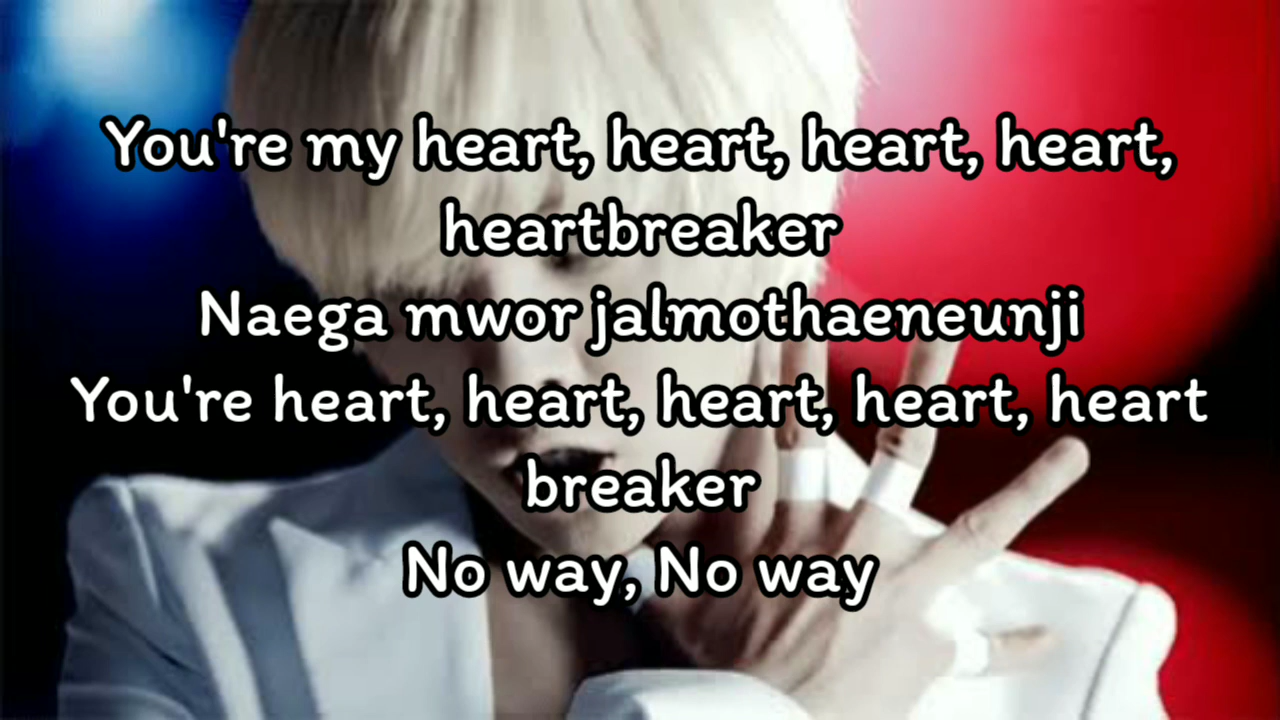 You're my heart, heart, heart, heart,
heartbreaker
Naega mwor jalmothaeneunji
You're heart, heart, heart, heart, heart
breaker
No way, No way